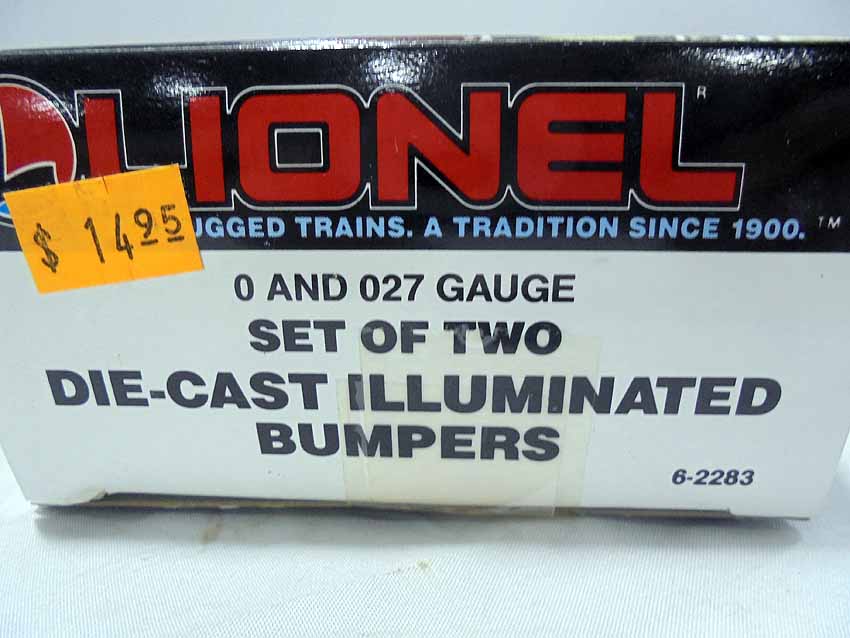 LIONEL R
UGGED TRAINS. A TRADITION SINCE 1900. TM
$ 14.95
0 AND 027 GAUGE
SET OF TWO
DIE-CAST ILLUMINATED
BUMPERS
6-2283